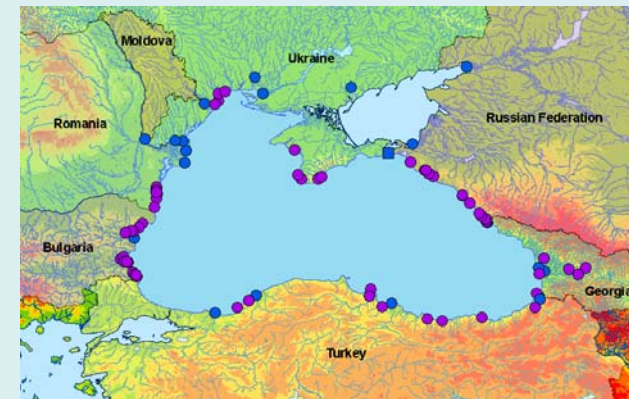 Moldova
Ukraine
Romania
Russian Federation
Bulgaria
Georgia
Turkey